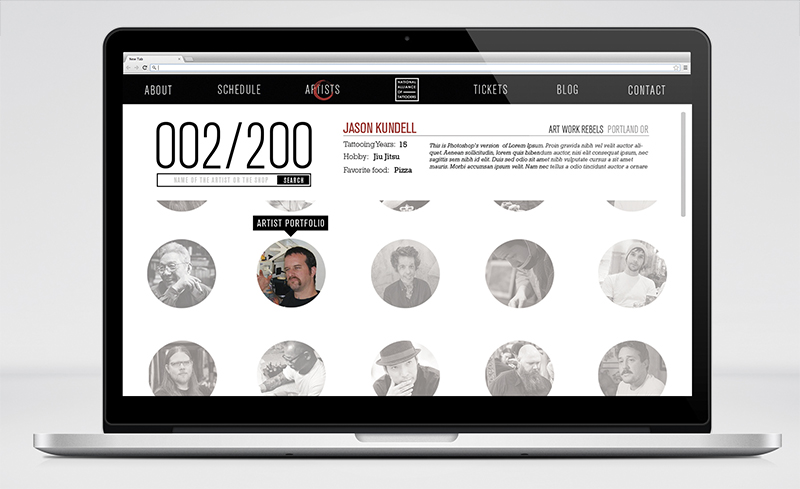 New Tab
ABOUT
SCHEDULE
ARTISTS
NATIONAL
ALLIANCE
OF
TATTOOERS
TICKETS
BLOG
CONTACT
002/200
NAME OF THE ARTIST OR THE SHOP
SEARCH
JASON KUNDELL
ART WORK REBELS PORTLAND OR
Tattooing Years: 15
Hobby: Jiu Jitsu
Favorite food: Pizza
This is Photoshop's version of Lorem Ipsum. Proin gravida nibh vel velit auctor ali-
quet. Aenean sollicitudin, lorem quis bibendum auctor, nisi elit consequat ipsum, nec
sagittis sem nibh id elit. Duis sed odio sit amet nibh vulputate cursus a sit amet
mauris. Morbi accumsan ipsum velit. Nam nec tellus a odio tincidunt auctor a ornare
ARTIST PORTFOLIO